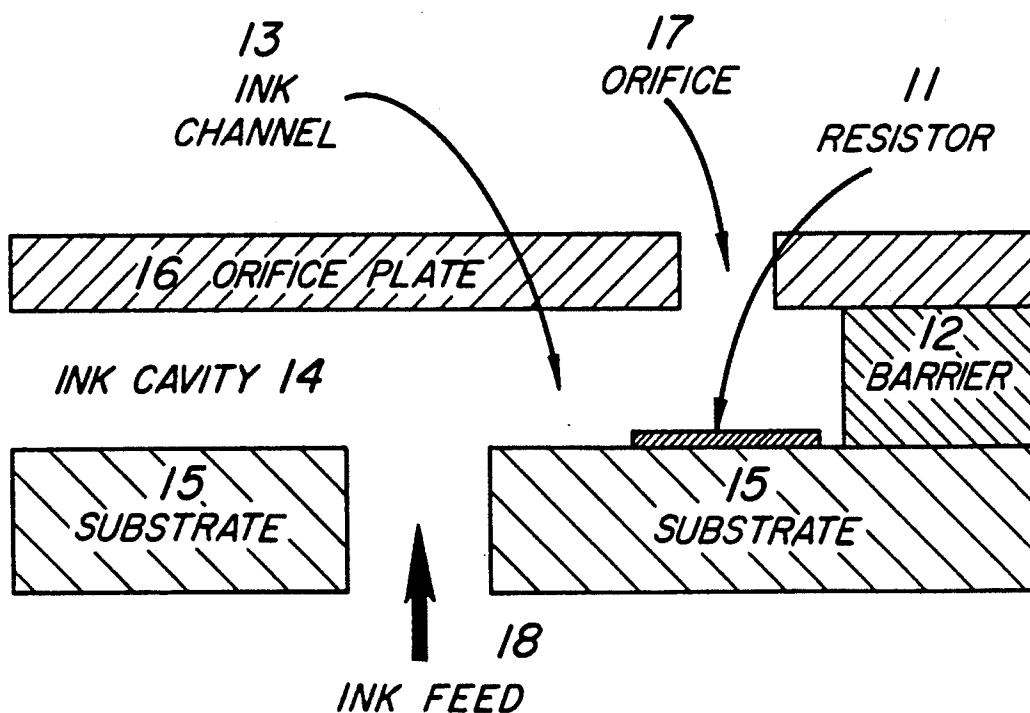 13
INK
CHANNEL
17
ORIFICE
11
RESISTOR
16 ORIFICE PLATE
INK CAVITY 14
12
BARRIER
15
SUBSTRATE
15
SUBSTRATE
18
INK FEED